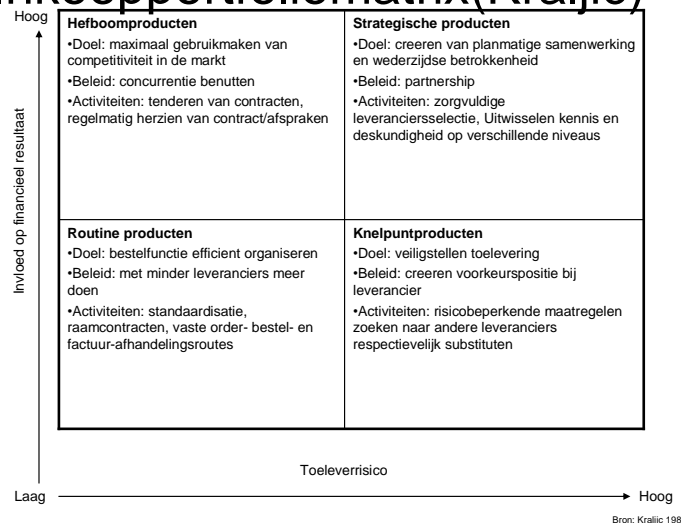 Inkoopportfoliomatrix(Kraljic)
Hoog
Hefboomproducten
•Doel: maximaal gebruikmaken van
competitiviteit in de markt
•Beleid: concurrentie benutten
•Activiteiten: tenderen van contracten,
regelmatig herzien van contract/afspraken
Strategische producten
•Doel: creeren van planmatige samenwerking
en wederzijdse betrokkenheid
•Beleid: partnership
•Activiteiten: zorgvuldige
leveranciersselectie, Uitwisselen kennis en
deskundigheid op verschillende niveaus
Invloed op financieel resultaat
Routine producten
•Doel: bestelfunctie efficient organiseren
•Beleid: met minder leveranciers meer
doen
•Activiteiten: standaardisatie,
raamcontracten, vaste order- bestel- en
factuur-afhandelingsroutes
Knelpuntproducten
•Doel: veiligstellen toelevering
•Beleid: creeren voorkeurspositie bij
leverancier
•Activiteiten: risicobeperkende maatregelen
zoeken naar andere leveranciers
respectievelijk substituten
Toeleverrisico
Laag
Hoog
Bron: Kraljic 198